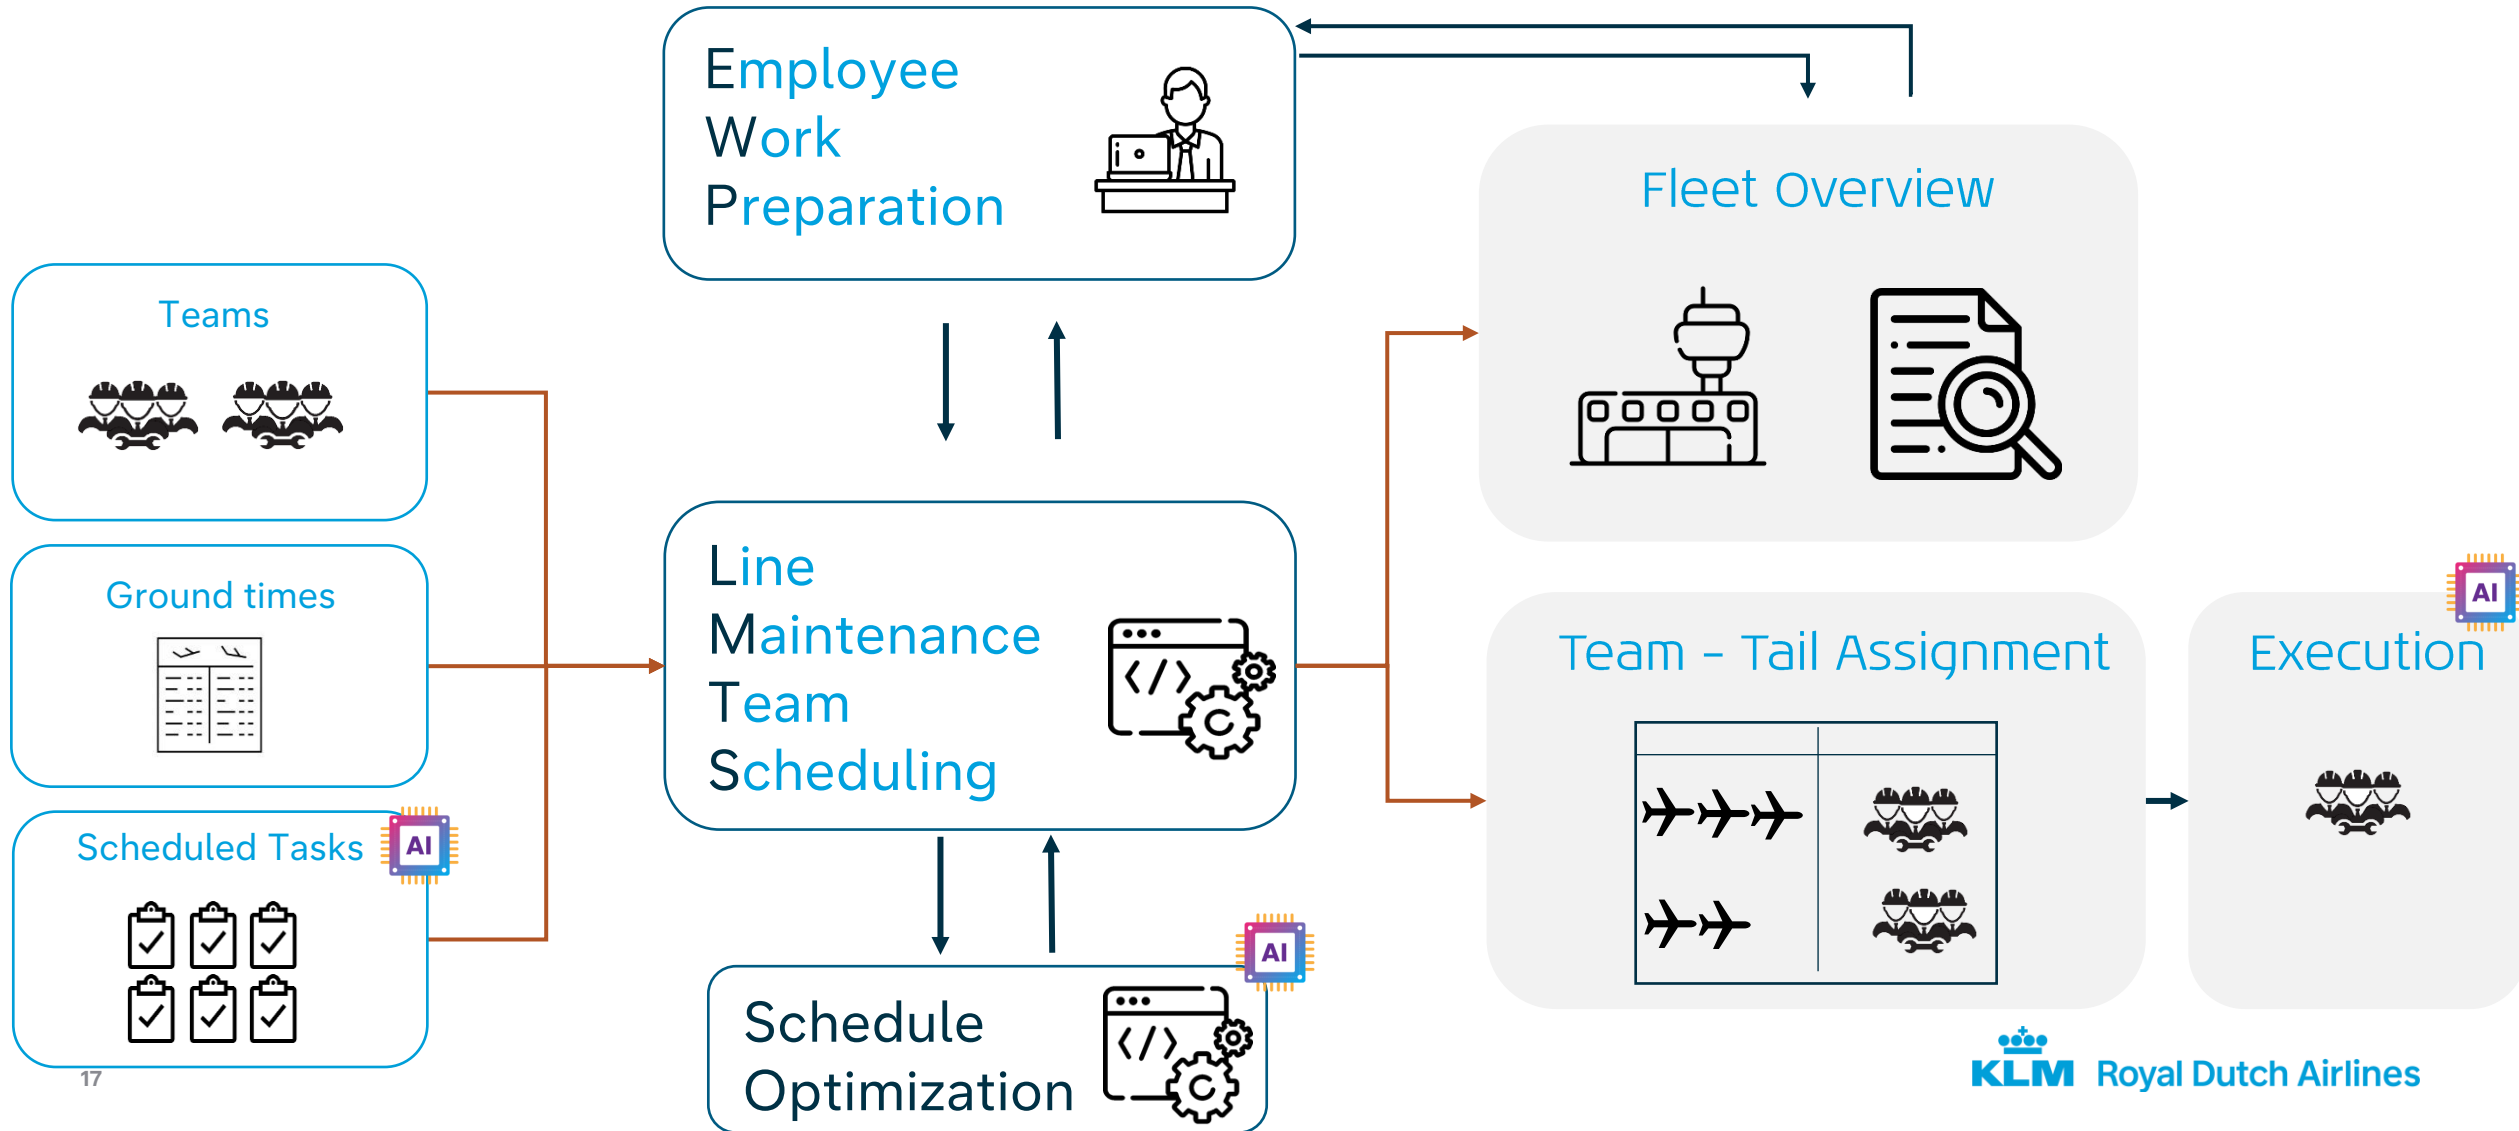 Employee
Work
Preparation
Fleet Overview
Teams
Ground times
Line
Maintenance
Team
Scheduling
Team - Tail Assignment
Execution
AI
Scheduled Tasks
AI
</>
AI
Schedule
Optimization
</>
17
KLM Royal Dutch Airlines